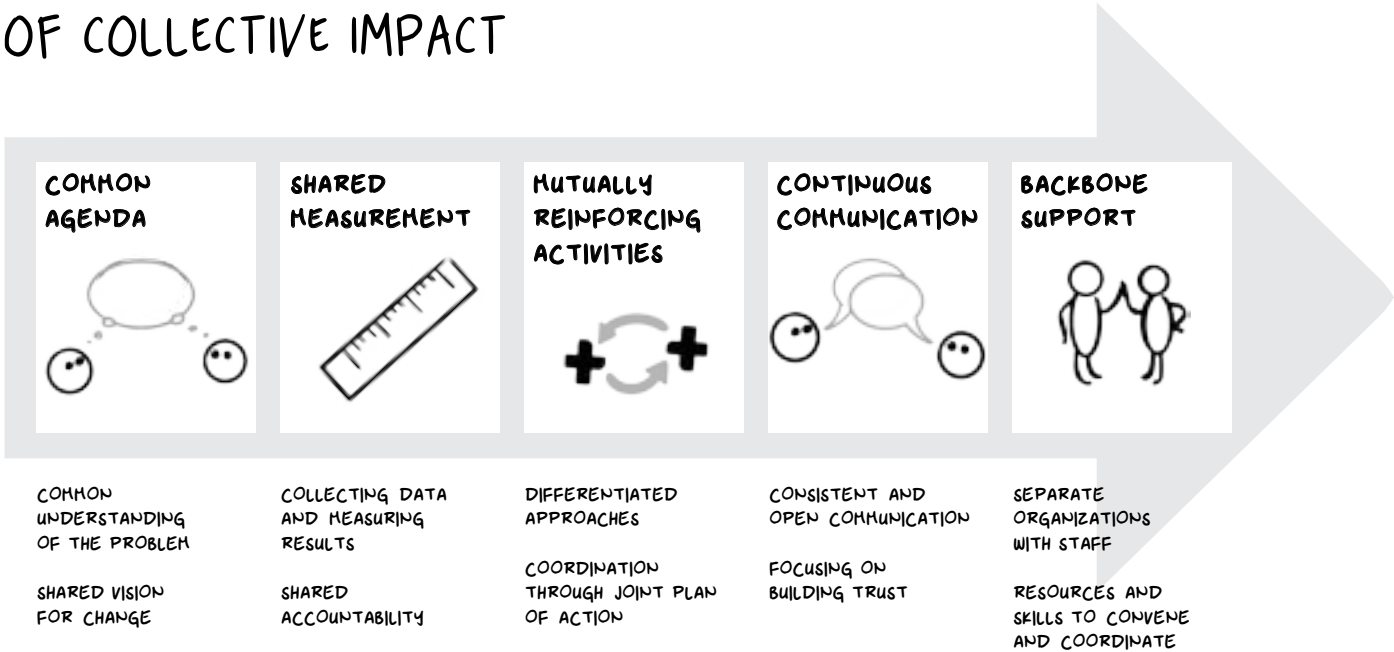 OF COLLECTIVE IMPACT
COMMON
AGENDA
SHARED
MEASUREMENT
MUTUALLY
REINFORCING
ACTIVITIES
CONTINUOUS
COMMUNICATION
BACKBONE
SUPPORT
COMMON
UNDERSTANDING
OF THE PROBLEM
SHARED VISION
FOR CHANGE
COLLECTING DATA
AND MEASURING
RESULTS
SHARED
ACCOUNTABILITY
DIFFERENTIATED
APPROACHES
COORDINATION
THROUGH JOINT PLAN
OF ACTION
CONSISTENT AND
OPEN COMMUNICATION
FOCUSING ON
BUILDING TRUST
SEPARATE
ORGANIZATIONS
WITH STAFF
RESOURCES AND
SKILLS TO CONVENE
AND COORDINATE